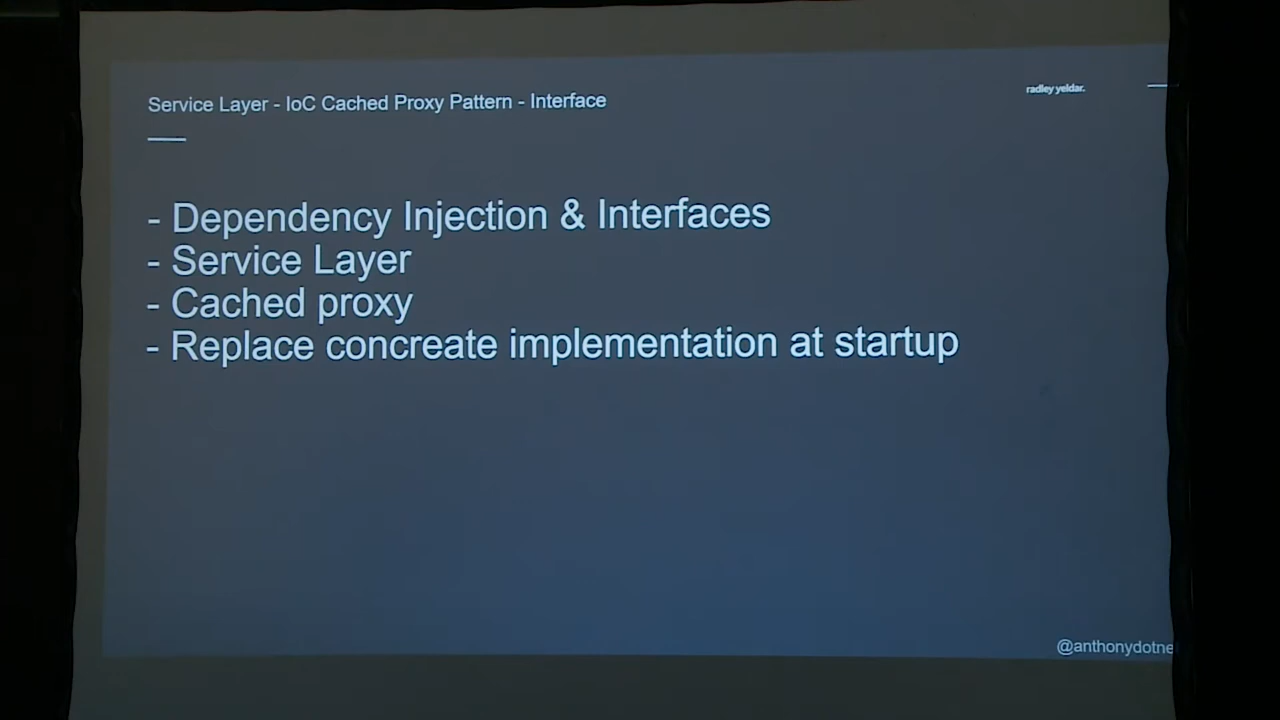 Service Layer - IoC Cached Proxy Pattern - Interface
radley yeldar.
- Dependency Injection & Interfaces
- Service Layer
- Cached proxy
- Replace concreate implementation at startup
@anthonydotne